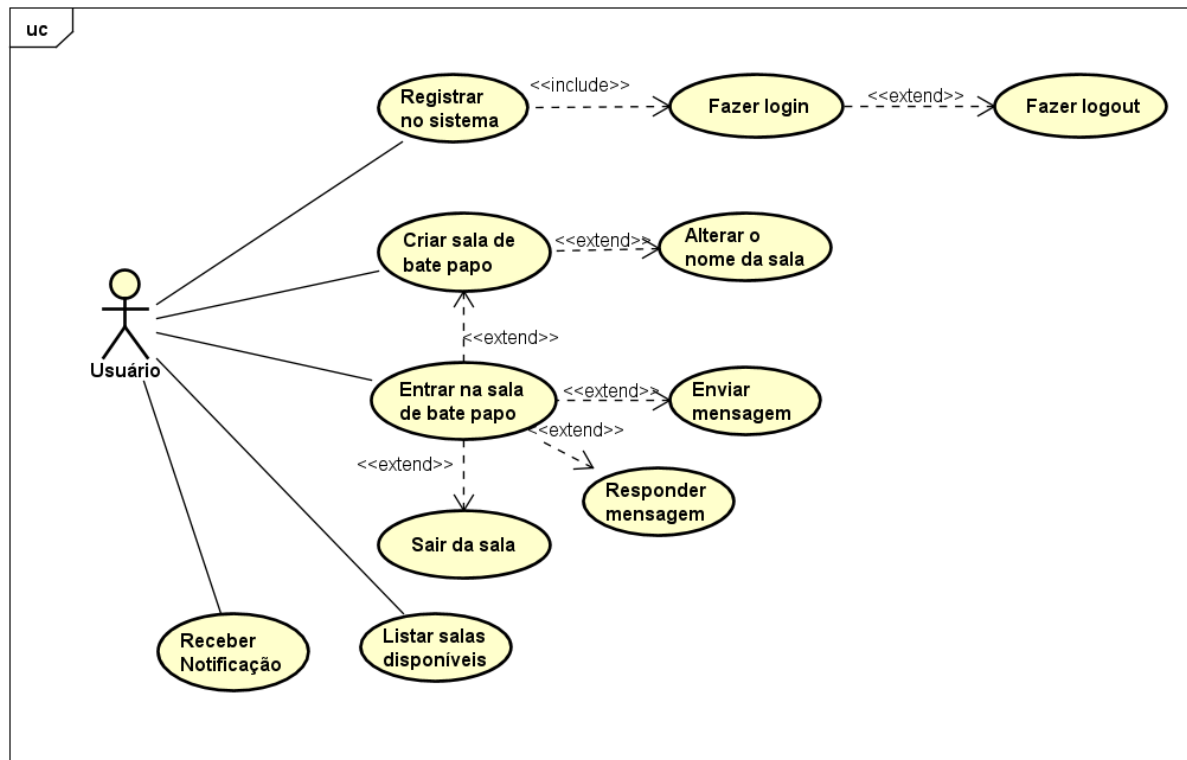 uc
Registrar
no sistema
<<include>>
Fazer login
<<extend>>
Fazer logout
Criar sala de
bate papo
<<extend>>
Alterar o
nome da sala
<<extend>>
Usuário
Entrar na sala
de bate papo
<<extend>>
Enviar
mensagem
<<extend>>
<<extend>>
Responder
mensagem
Sair da sala
Receber
Notificação
Listar salas
disponíveis